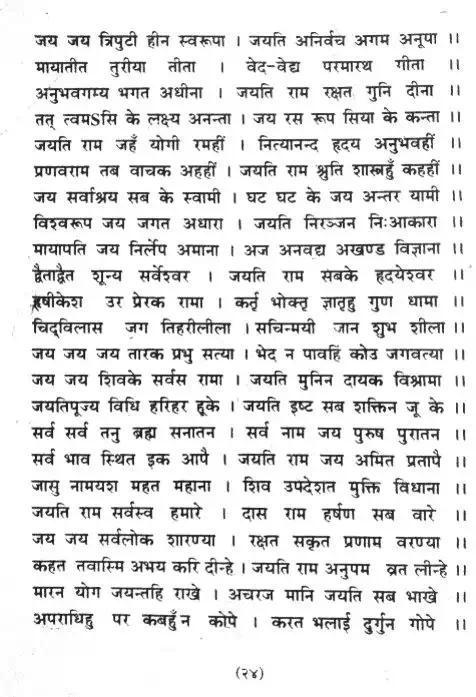 जय जय त्रिपुटी हीन स्वरूपा । जयति अनिर्वच अगम अनूपा ।।
मायातीत तुरीया तीता । वेद-वेद्य परमारथ गीता ।।
अनुभवगम्य भगत अधीना । जयति राम रक्षत गुनि दीना ।।
तत् त्वमऽसि के लक्ष्य अनन्ता । जय रस रूप सिया के कन्ता ।।
जयति राम जहँ योगी रमहीं । नित्यानन्द हृदय अनुभवहीं ।।
प्रणवराम तब वाचक अहहीं । जयति राम श्रुति शास्त्रहुँ कहहीं ।।
जय सर्वाश्रय सब के स्वामी । घट घट के जय अन्तर यामी ।।
विश्वरूप जय जगत अधारा । जयति निरञ्जन निःआकारा ।।
मायापति जय निर्लेप अमाना । अज अनवद्य अखण्ड विज्ञाना ।।
द्वैताद्वैत शून्य सर्वेश्वर । जयति राम सबके हृदयेश्वर ।।
हृषीकेश उर प्रेरक रामा । कर्तृ भोक्तृ ज्ञातृहु गुण धामा ।।
चिद्विलास जग तिहरीलीला । सचिन्मयी जान शुभ शीला ।।
जय जय जय तारक प्रभु सत्या । भेद न पावहिं कोउ जगवत्या ।।
जय जय शिवके सर्वस रामा । जयति मुनिन दायक विश्रामा ।।
जयतिपूज्य विधि हरिहर हूके । जयति इष्ट सब शक्तिन जू के ।।
सर्व सर्व तनु ब्रह्म सनातन । सर्व नाम जय पुरुष पुरातन ।।
सर्व भाव स्थित इक आपै । जयति राम जय अमित प्रतापै ।।
जासु नामयश महत महाना । शिव उपदेशत मुक्ति विधाना ।।
जयति राम सर्वस्व हमारे । दास राम हर्षण सब वारे ।।
जय जय सर्वलोक शारण्या । रक्षत सकृत प्रणाम वरण्या ।।
कहत तवास्मि अभय करि दीन्हे । जयति राम अनुपम व्रत लीन्हे ।।
मारन योग जयन्तहि राखे । अचरज मानि जयति सब भाखे ।।
अपराधिहु पर कबहुँ न कोपे । करत भलाई दुर्गुन गोपे ।।
(२४)